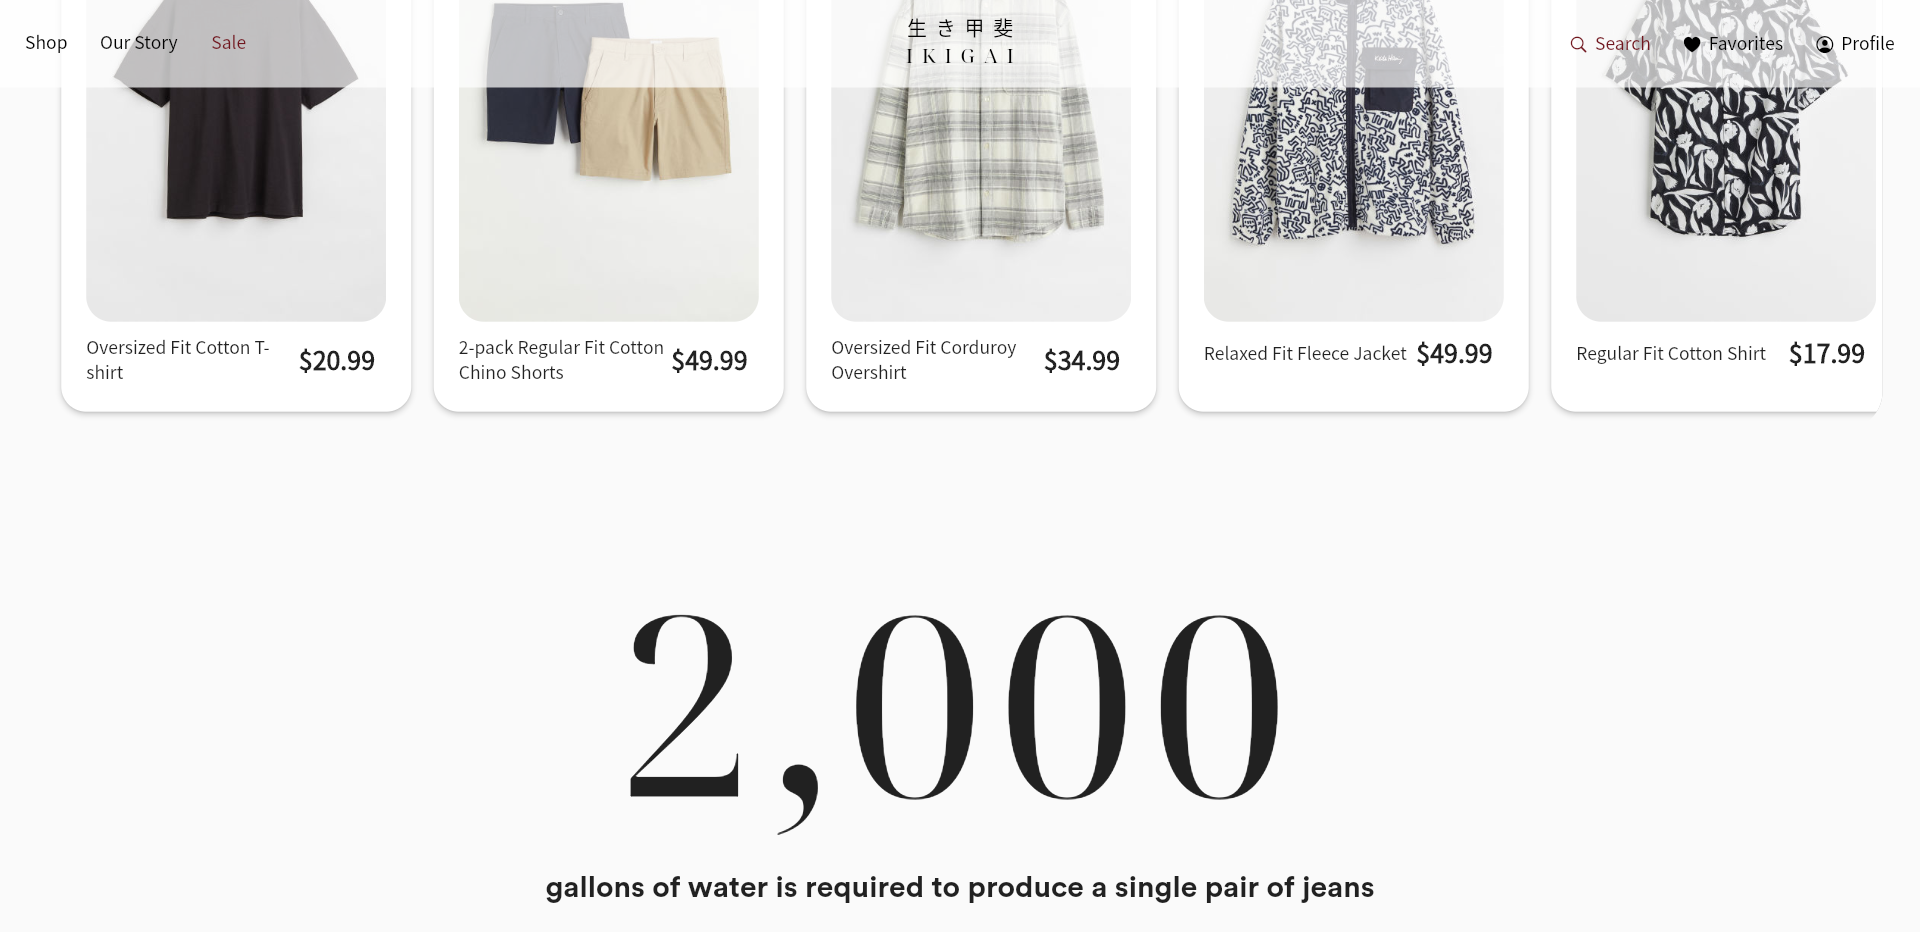 Shop
Our Story
Sale
生き甲斐
IKIGAI
Search
Favorites
Profile
Keith Haring
Oversized Fit Cotton T-
shirt
$20.99
2-pack Regular Fit Cotton
Chino Shorts
$49.99
Oversized Fit Corduroy
Overshirt
$34.99
Relaxed Fit Fleece Jacket
$49.99
Regular Fit Cotton Shirt
$17.99
2,000
gallons of water is required to produce a single pair of jeans